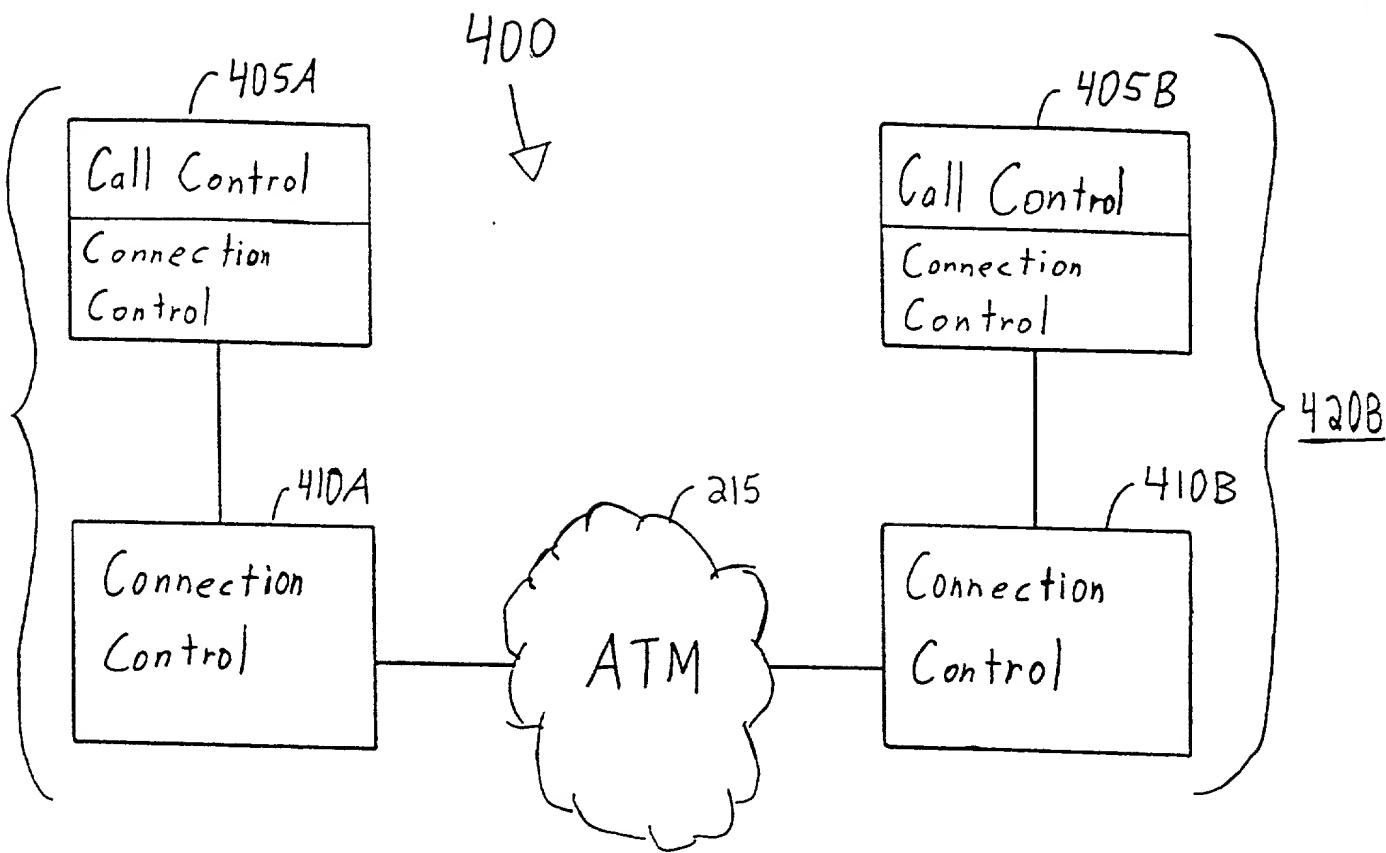 400
405A
405B
Call Control
Connection
Control
Call Control
Connection
Control
420B
410A
215
410B
Connection
Control
ATM
Connection
Control